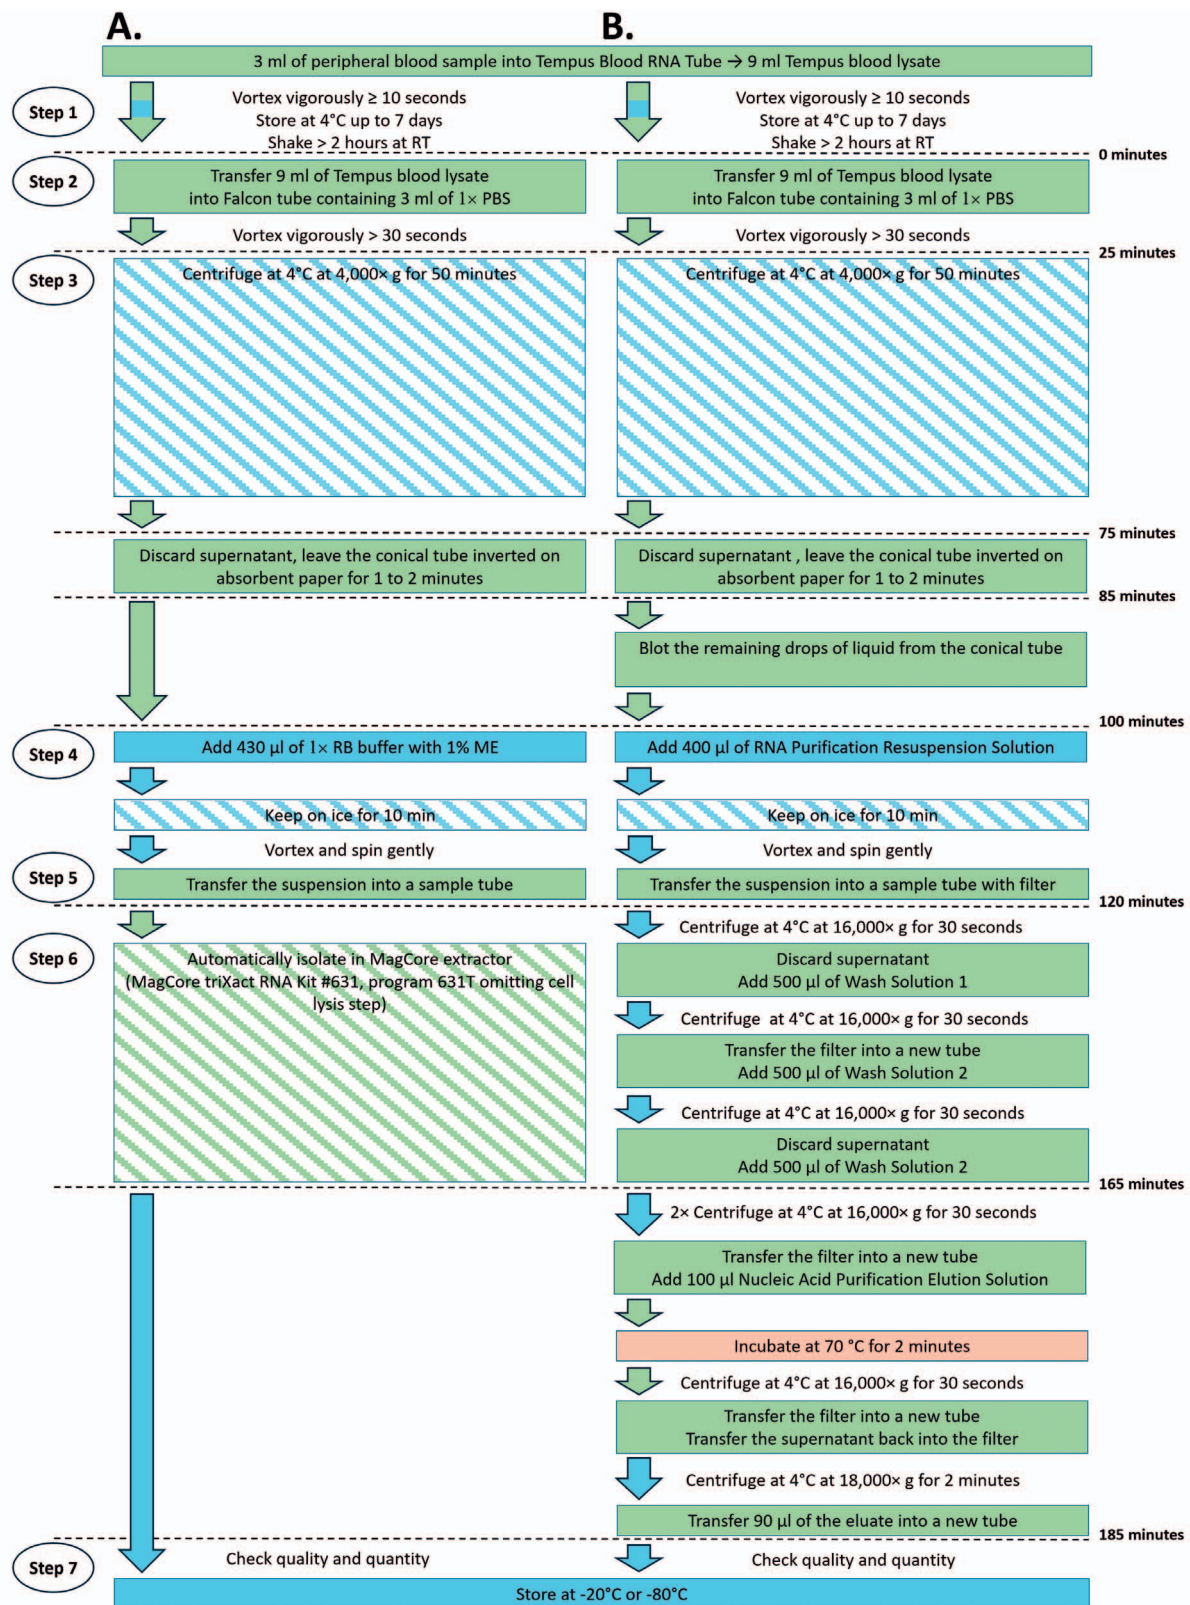 A.
B.
3 ml of peripheral blood sample into Tempus Blood RNA Tube → 9 ml Tempus blood lysate
Step 1
Vortex vigorously ≥ 10 seconds
Store at 4°C up to 7 days
Shake > 2 hours at RT
Vortex vigorously ≥ 10 seconds
Store at 4°C up to 7 days
Shake > 2 hours at RT
0 minutes
Step 2
Transfer 9 ml of Tempus blood lysate
into Falcon tube containing 3 ml of 1× PBS
Transfer 9 ml of Tempus blood lysate
into Falcon tube containing 3 ml of 1× PBS
Vortex vigorously > 30 seconds
Vortex vigorously > 30 seconds
25 minutes
Step 3
Centrifuge at 4°C at 4,000× g for 50 minutes
Centrifuge at 4°C at 4,000× g for 50 minutes
75 minutes
Discard supernatant, leave the conical tube inverted on
absorbent paper for 1 to 2 minutes
Discard supernatant , leave the conical tube inverted on
absorbent paper for 1 to 2 minutes
85 minutes
Blot the remaining drops of liquid from the conical tube
100 minutes
Step 4
Add 430 µl of 1× RB buffer with 1% ME
Add 400 µl of RNA Purification Resuspension Solution
Keep on ice for 10 min
Keep on ice for 10 min
Vortex and spin gently
Vortex and spin gently
Step 5
Transfer the suspension into a sample tube
Transfer the suspension into a sample tube with filter
120 minutes
Centrifuge at 4°C at 16,000× g for 30 seconds
Step 6
Automatically isolate in MagCore extractor
(MagCore triXact RNA Kit #631, program 631T omitting cell
lysis step)
Discard supernatant
Add 500 µl of Wash Solution 1
Centrifuge at 4°C at 16,000× g for 30 seconds
Transfer the filter into a new tube
Add 500 µl of Wash Solution 2
Centrifuge at 4°C at 16,000× g for 30 seconds
Discard supernatant
Add 500 µl of Wash Solution 2
165 minutes
2× Centrifuge at 4°C at 16,000× g for 30 seconds
Transfer the filter into a new tube
Add 100 µl Nucleic Acid Purification Elution Solution
Incubate at 70 °C for 2 minutes
Centrifuge at 4°C at 16,000× g for 30 seconds
Transfer the filter into a new tube
Transfer the supernatant back into the filter
Centrifuge at 4°C at 18,000× g for 2 minutes
Transfer 90 µl of the eluate into a new tube
185 minutes
Step 7
Check quality and quantity
Check quality and quantity
Store at -20°C or -80°C